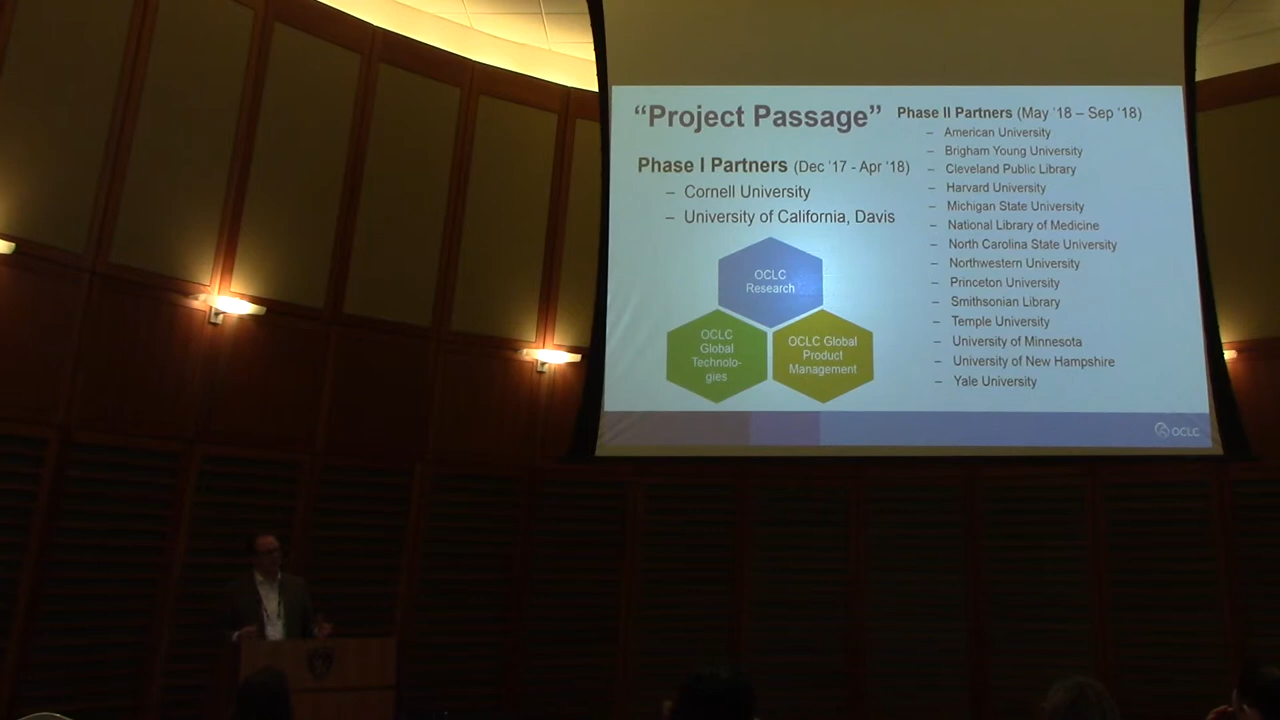 “Project Passage”
Phase I Partners (Dec ‘17 - Apr ‘18)
– Cornell University
– University of California, Davis
OCLC
Research
OCLC
Global
Technolo-
gies
OCLC Global
Product
Management
Phase II Partners (May ‘18 – Sep ‘18)
– American University
– Brigham Young University
– Cleveland Public Library
– Harvard University
– Michigan State University
– National Library of Medicine
– North Carolina State University
– Northwestern University
– Princeton University
– Smithsonian Library
– Temple University
– University of Minnesota
– University of New Hampshire
– Yale University
OCLC